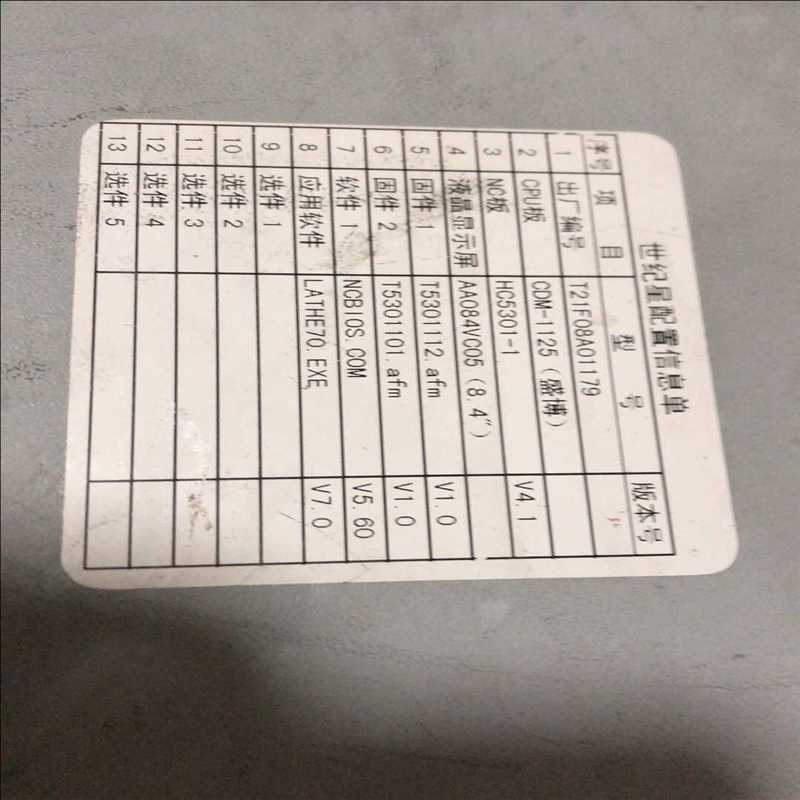 世纪星配置信息单
序号 项 目 型 号 版本号
1 出厂编号 T21F08A01179
2 CPU板 CDM-1125(盛博) V4.1
3 NC板 HC5301-1
4 液晶显示屏 AA084VC05(8.4")
5 固件 1 T5301112.afm V1.0
6 固件 2 T5301101.afm V1.0
7 软件 1 NCBIOS.COM V5.60
8 应用软件 LATHE70.EXE V7.0
9 选件 1
10 选件 2
11 选件 3
12 选件 4
13 选件 5